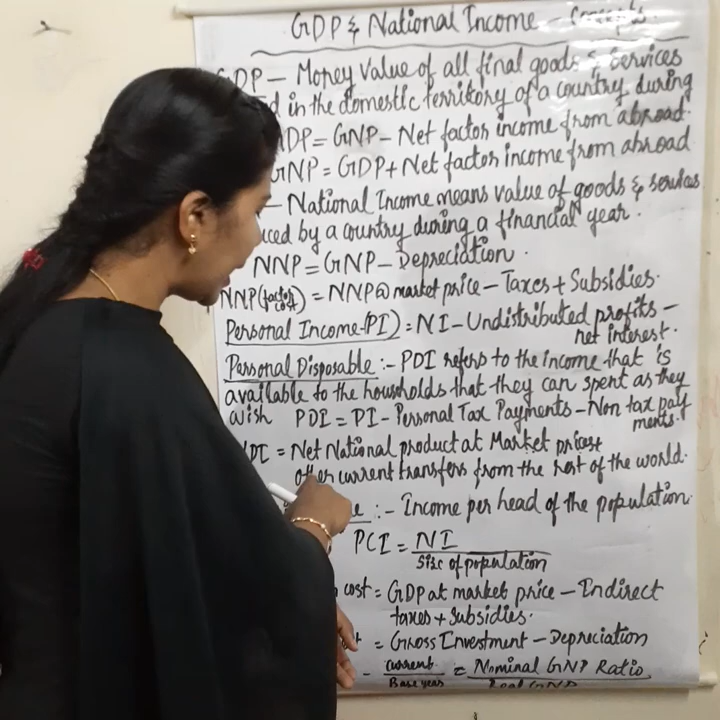 GDP & National Income - Concepts.
GDP - Money Value of all final goods & services
in the domestic territory of a country during
DP = GNP - Net factor income from abroad.
GNP = GDP + Net factor income from abroad
- National Income means value of goods & services
uced by a country during a financial year.
NNP = GNP - Depreciation.
NNP (factor cost) = NNP @ market price - Taxes + Subsidies.
Personal Income-(PI) = NI - Undistributed profits -
net interest.
Personal Disposable :- PDI refers to the income that is
available to the households that they can spent as they
wish PDI = PI - Personal Tax Payments - Non tax pay
ments.
DI = Net National product at Market prices +
other current transfers from the rest of the world.
e :- Income per head of the population.
PCI = NI
Size of population
cost = GDP at market price - Indirect
taxes + Subsidies.
= Gross Investment - Depreciation
- Current = Nominal GNP Ratio
Base year Real GNP